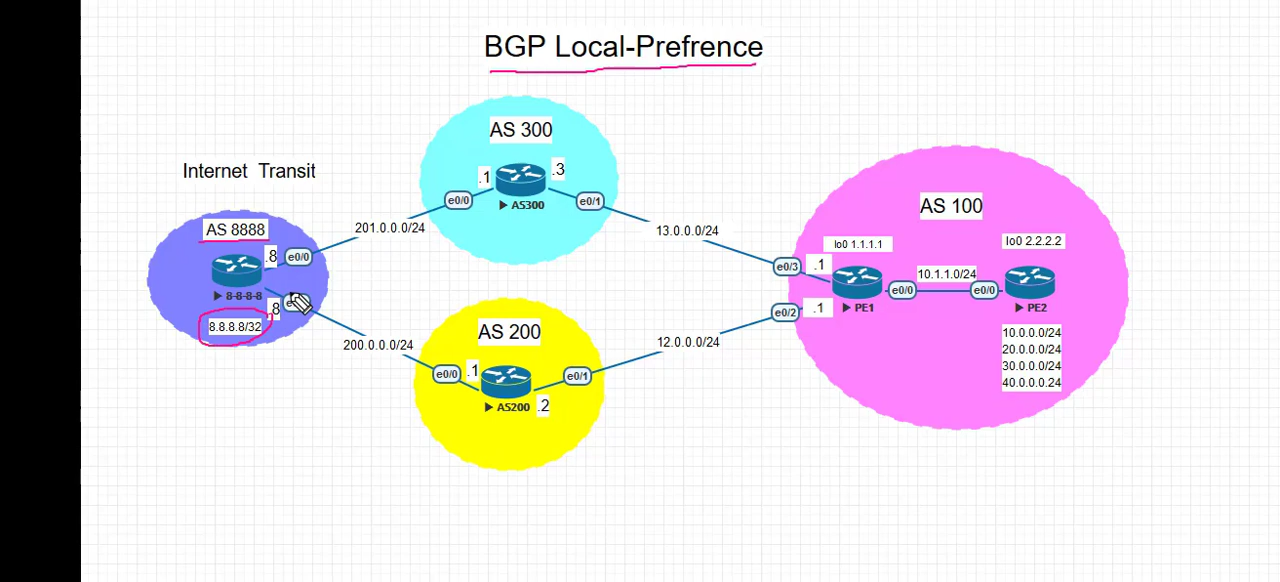 BGP Local-Prefrence
AS 300
.1
.3
e0/0
AS300
e0/1
Internet Transit
AS 8888
.8
e0/0
8-8-8-8
.8
8.8.8.8/32
201.0.0.0/24
13.0.0.0/24
200.0.0.0/24
12.0.0.0/24
AS 200
.1
e0/0
e0/1
AS200
.2
AS 100
lo0 1.1.1.1
lo0 2.2.2.2
e0/3
.1
10.1.1.0/24
e0/0
e0/0
e0/2
.1
PE1
PE2
10.0.0.0/24
20.0.0.0/24
30.0.0.0/24
40.0.0.0.24